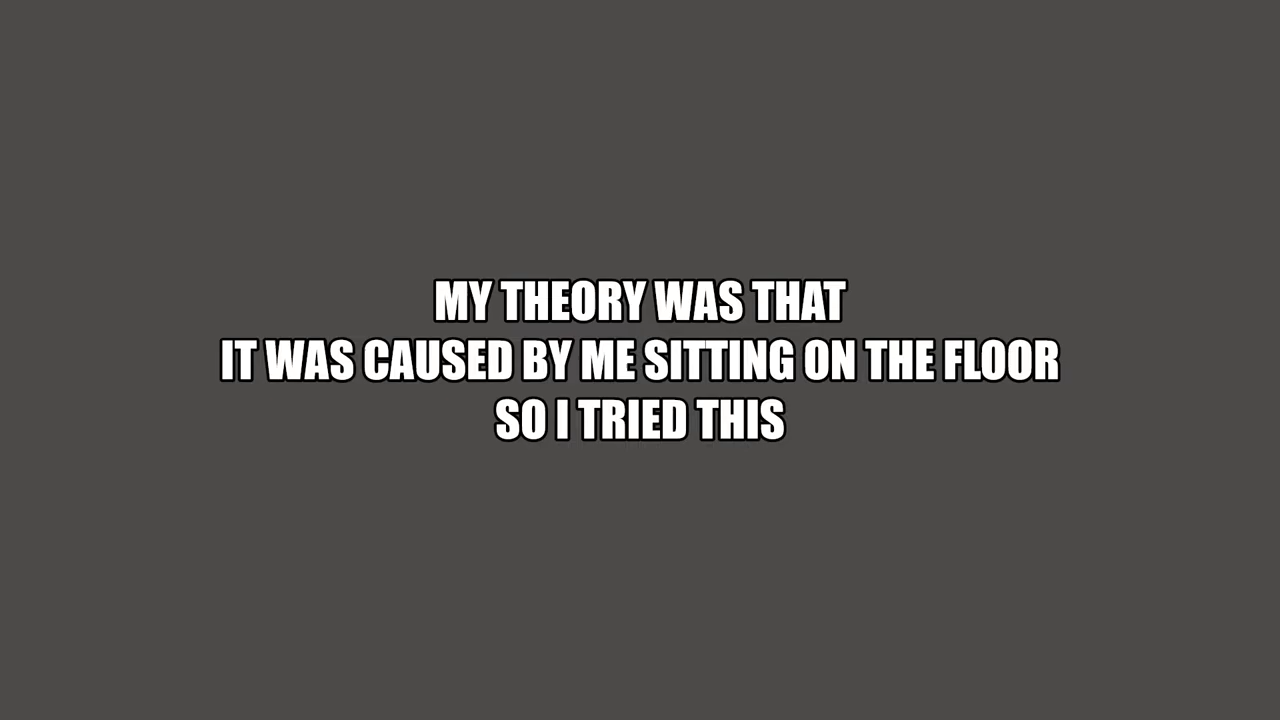 MY THEORY WAS THAT
IT WAS CAUSED BY ME SITTING ON THE FLOOR
SO I TRIED THIS